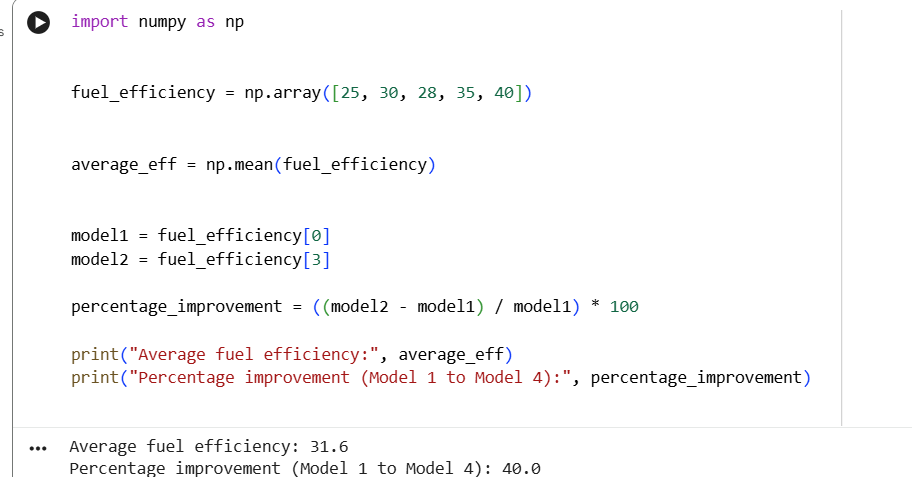 s
import numpy as np
fuel_efficiency = np.array([25, 30, 28, 35, 40])
average_eff = np.mean(fuel_efficiency)
model1 = fuel_efficiency[0]
model2 = fuel_efficiency[3]
percentage_improvement = ((model2 - model1) / model1) * 100
print("Average fuel efficiency:", average_eff)
print("Percentage improvement (Model 1 to Model 4):", percentage_improvement)
Average fuel efficiency: 31.6
Percentage improvement (Model 1 to Model 4): 40.0